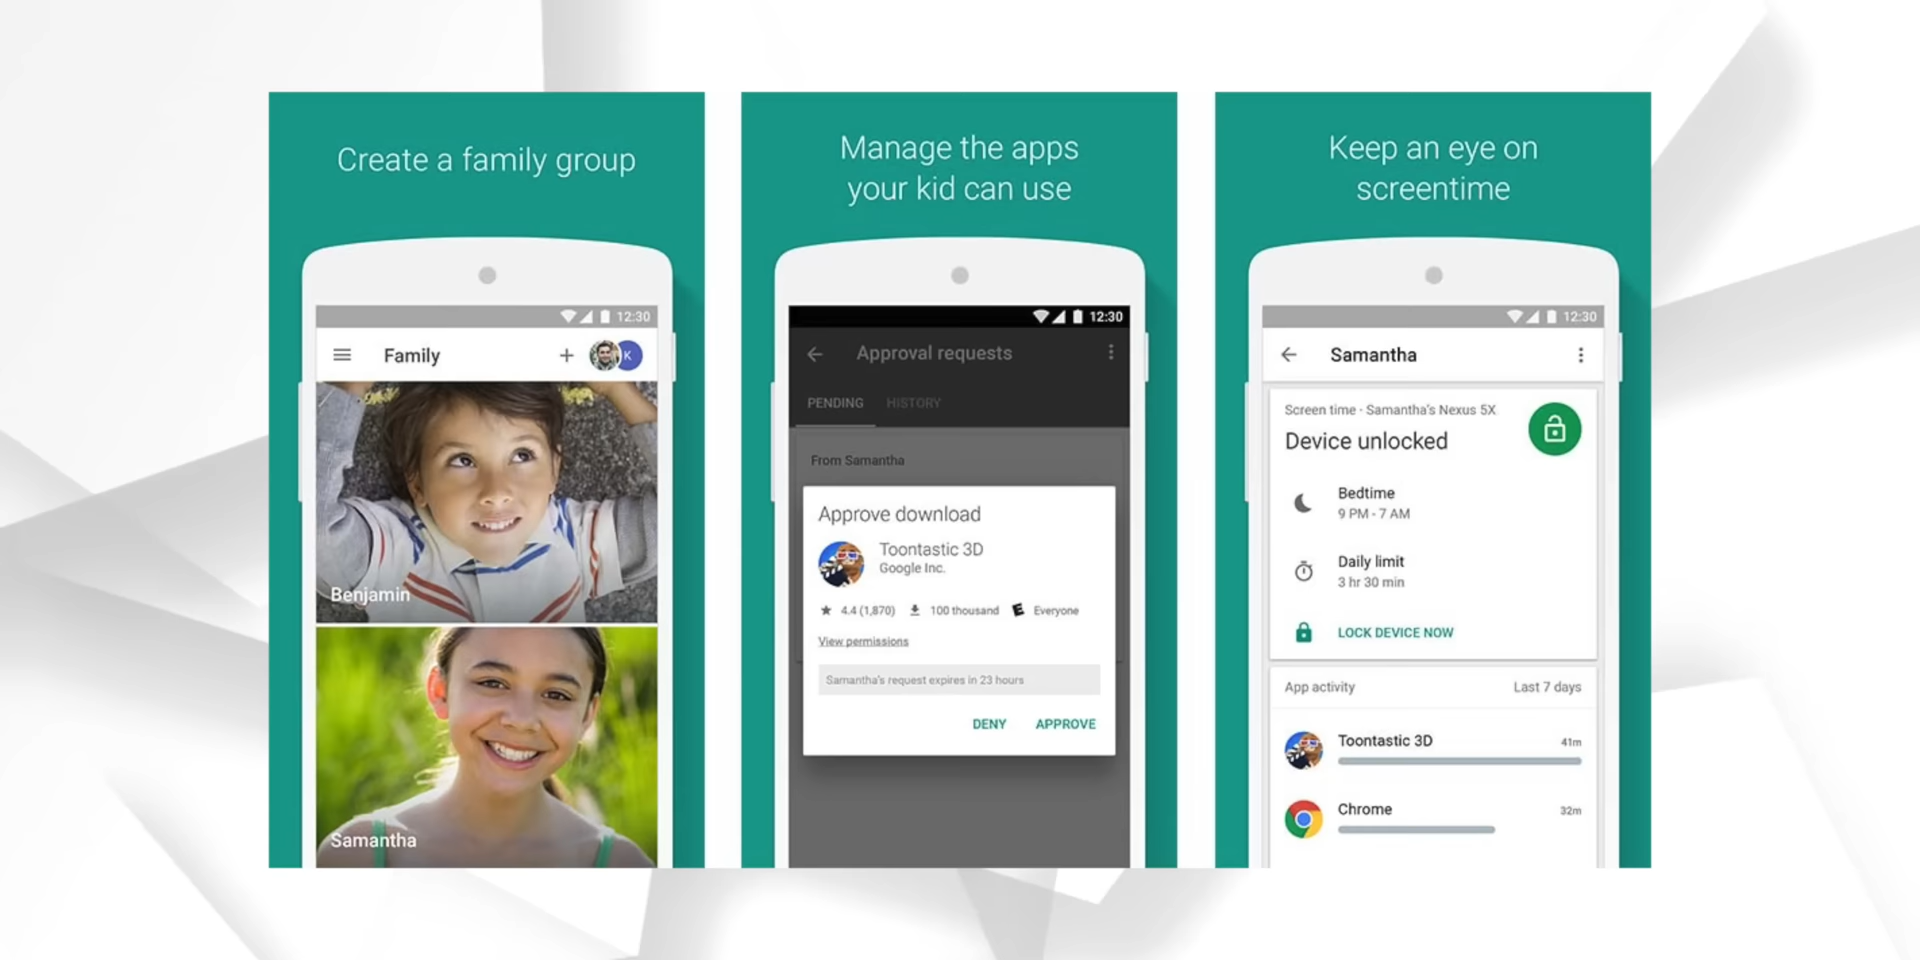 Create a family group
12:30
Family
K
Benjamin
Samantha
Manage the apps
your kid can use
12:30
Approval requests
PENDING HISTORY
From Samantha
Approve download
Toontastic 3D
Google Inc.
4.4 (1,870) 100 thousand E Everyone
View permissions
Samantha's request expires in 23 hours
DENY APPROVE
Keep an eye on
screentime
12:30
Samantha
Screen time · Samantha's Nexus 5X
Device unlocked
Bedtime
9 PM - 7 AM
Daily limit
3 hr 30 min
LOCK DEVICE NOW
App activity Last 7 days
Toontastic 3D 41m
Chrome 32m